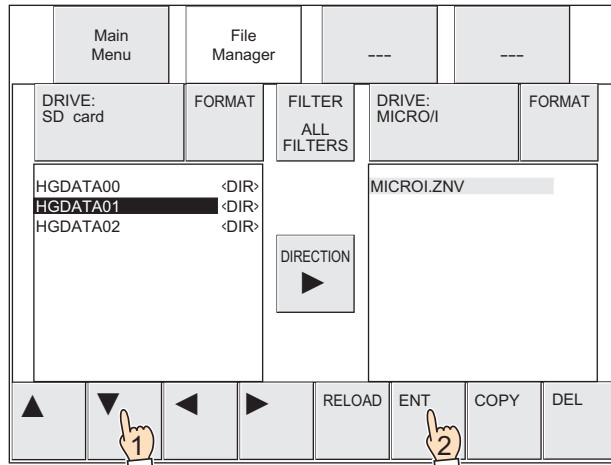 Main
Menu
File
Manager
---
---
DRIVE:
SD card
FORMAT
FILTER
ALL
FILTERS
DRIVE:
MICRO/I
FORMAT
HGDATA00 <DIR>
HGDATA01 <DIR>
HGDATA02 <DIR>
MICROI.ZNV
DIRECTION
▶
▲ ▼ ◀ ▶ RELOAD ENT COPY DEL
1 2